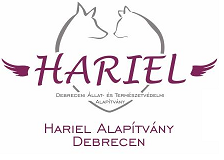 HARIEL
DEBRECENI ÁLLAT- ÉS TERMÉSZETVÉDELMI
ALAPÍTVÁNY
HARIEL ALAPÍTVÁNY
DEBRECEN